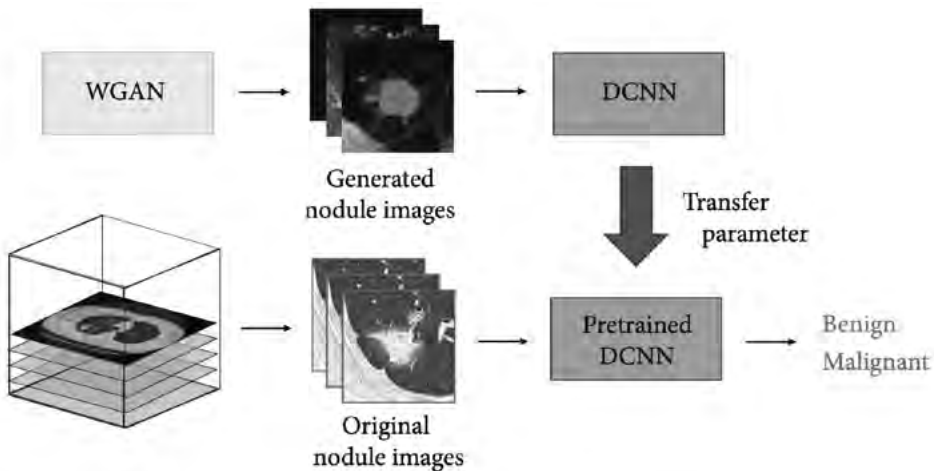 WGAN
DCNN
Generated
nodule images
Transfer
parameter
Pretrained
DCNN
Benign
Malignant
Original
nodule images